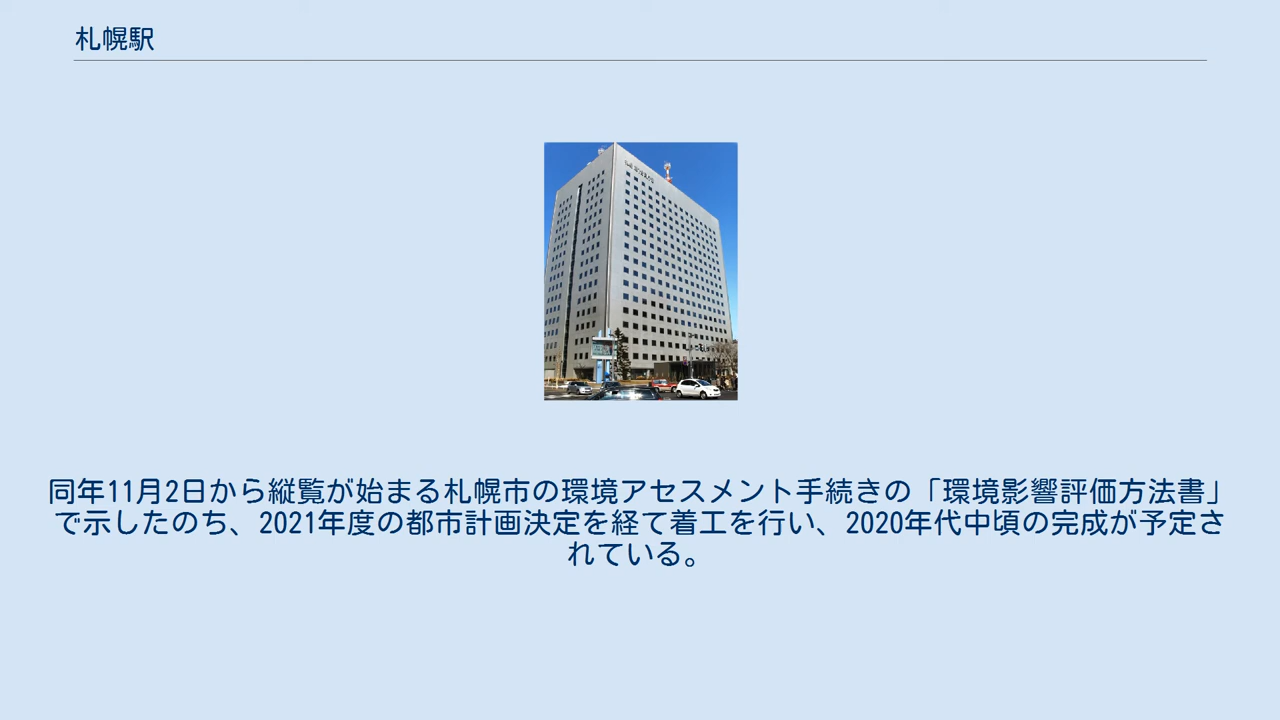 札幌駅
同年11月2日から縦覧が始まる札幌市の環境アセスメント手続きの「環境影響評価方法書」
で示したのち、2021年度の都市計画決定を経て着工を行い、2020年代中頃の完成が予定さ
れている。